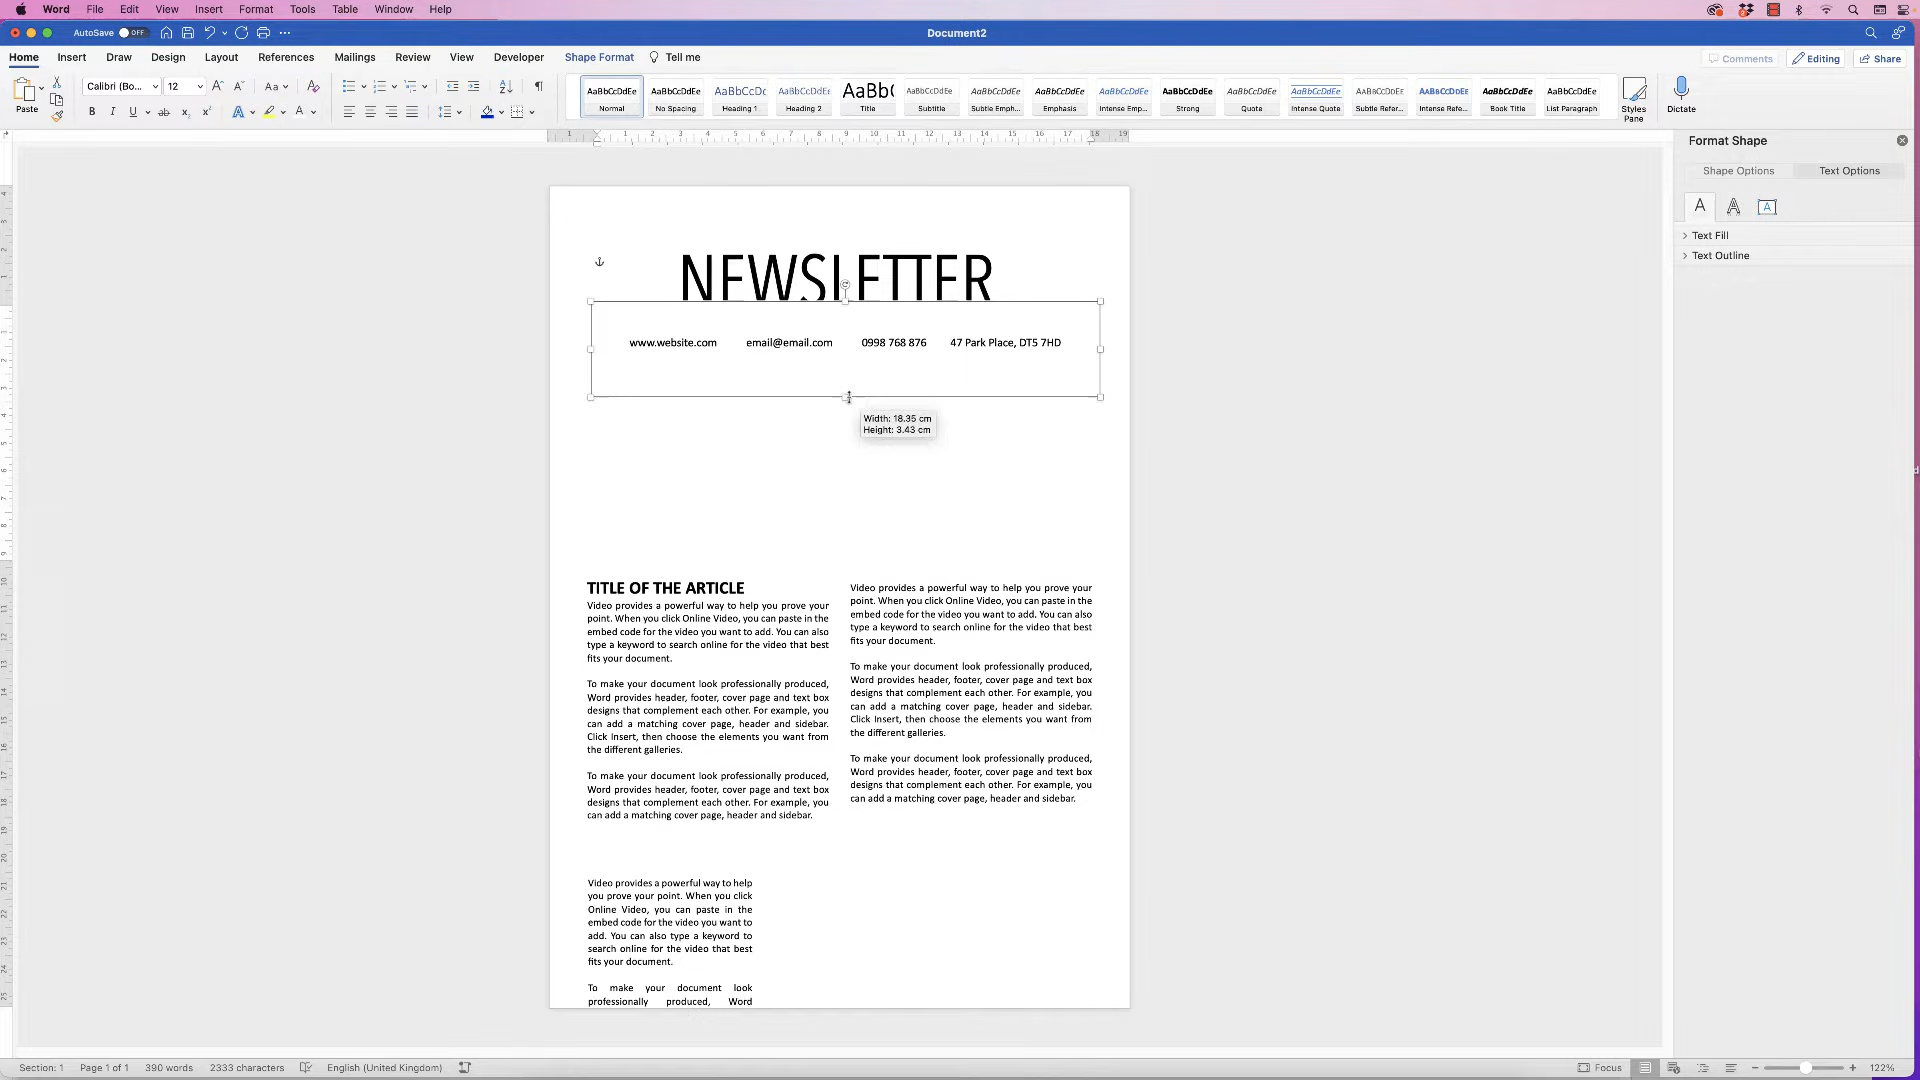 Word File Edit View Insert Format Tools Table Window Help
AutoSave OFF
Document2
Home Insert Draw Design Layout References Mailings Review View Developer Shape Format Tell me
Comments Editing Share
Paste
Calibri (Bo... 12
AaBbCcDdEe AaBbCcDdEe AaBbCcDc AaBbCcDdEe AaBb( AaBbCcDdEe AaBbCcDdEe AaBbCcDdEe AaBbCcDdEe AaBbCcDdEe AaBbCcDdEe AaBbCcDdEe AaBbCcDdEe AaBbCcDdEe AaBbCcDdEe AaBbCcDdEe
Normal No Spacing Heading 1 Heading 2 Title Subtitle Subtle Emph... Emphasis Intense Emp... Strong Quote Intense Quote Subtle Refer... Intense Refe... Book Title List Paragraph
Styles
Pane
Dictate
1 1 2 3 4 5 6 7 8 9 10 11 12 13 14 15 16 17 18 19
Format Shape
Shape Options Text Options
Text Fill
Text Outline
NEWSLETTER
www.website.com email@email.com 0998 768 876 47 Park Place, DT5 7HD
Width: 18.35 cm
Height: 3.43 cm
TITLE OF THE ARTICLE
Video provides a powerful way to help you prove your
point. When you click Online Video, you can paste in the
embed code for the video you want to add. You can also
type a keyword to search online for the video that best
fits your document.
To make your document look professionally produced,
Word provides header, footer, cover page and text box
designs that complement each other. For example, you
can add a matching cover page, header and sidebar.
Click Insert, then choose the elements you want from
the different galleries.
To make your document look professionally produced,
Word provides header, footer, cover page and text box
designs that complement each other. For example, you
can add a matching cover page, header and sidebar.
Video provides a powerful way to help you prove your
point. When you click Online Video, you can paste in the
embed code for the video you want to add. You can also
type a keyword to search online for the video that best
fits your document.
To make your document look professionally produced,
Word provides header, footer, cover page and text box
designs that complement each other. For example, you
can add a matching cover page, header and sidebar.
Click Insert, then choose the elements you want from
the different galleries.
To make your document look professionally produced,
Word provides header, footer, cover page and text box
designs that complement each other. For example, you
can add a matching cover page, header and sidebar.
Video provides a powerful way to help
you prove your point. When you click
Online Video, you can paste in the
embed code for the video you want to
add. You can also type a keyword to
search online for the video that best
fits your document.
To make your document look
professionally produced, Word
Section: 1 Page 1 of 1 390 words 2333 characters English (United Kingdom) Focus 122%